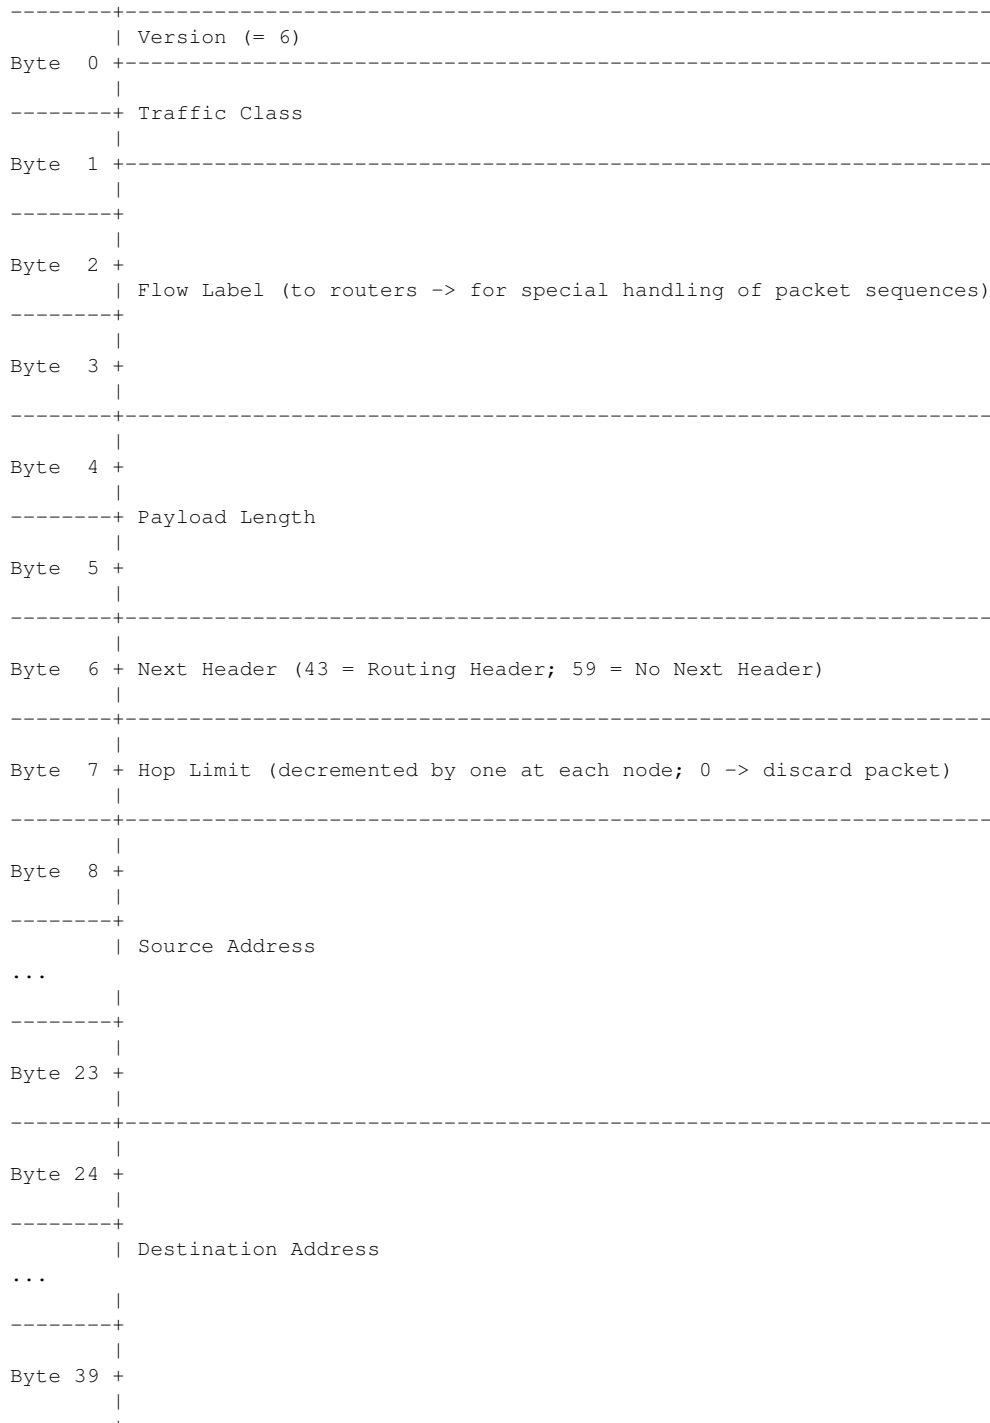 --------+--------------------------------------------------------------------
        | Version (= 6)
Byte  0 +--------------------------------------------------------------------
        |
--------+ Traffic Class
        |
Byte  1 +--------------------------------------------------------------------
        |
--------+
        |
Byte  2 +
        | Flow Label (to routers -> for special handling of packet sequences)
--------+
        |
Byte  3 +
        |
--------+--------------------------------------------------------------------
        |
Byte  4 +
        |
--------+ Payload Length
        |
Byte  5 +
        |
--------+--------------------------------------------------------------------
        |
Byte  6 + Next Header (43 = Routing Header; 59 = No Next Header)
        |
--------+--------------------------------------------------------------------
        |
Byte  7 + Hop Limit (decremented by one at each node; 0 -> discard packet)
        |
--------+--------------------------------------------------------------------
        |
Byte  8 +
        |
--------+
        | Source Address
...
        |
--------+
        |
Byte 23 +
        |
--------+--------------------------------------------------------------------
        |
Byte 24 +
        |
--------+
        | Destination Address
...
        |
--------+
        |
Byte 39 +
        |